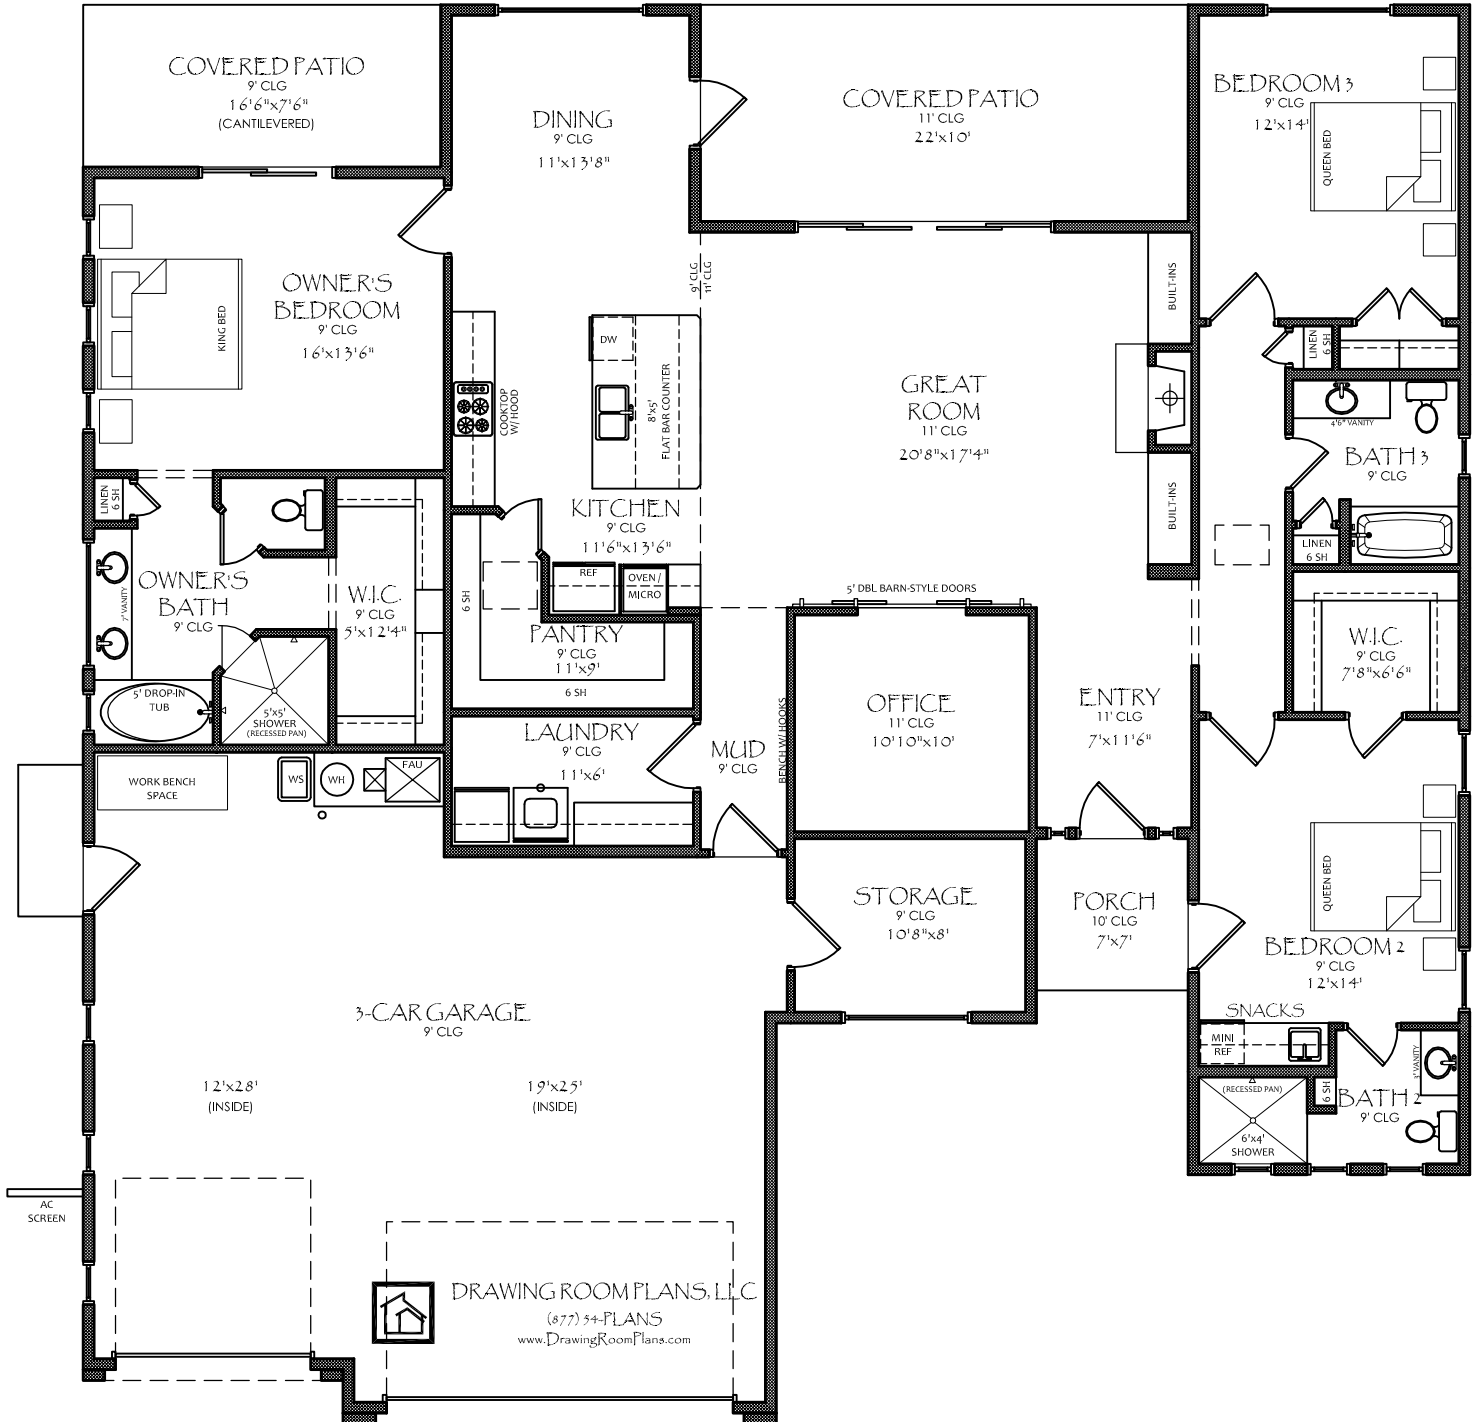 COVERED PATIO
9' CLG
16'6"x7'6"
(CANTILEVERED)
DINING
9' CLG
11'x13'8"
COVERED PATIO
11' CLG
22'x10'
BEDROOM 3
9' CLG
12'x14'
QUEEN BED
OWNER'S
BEDROOM
9' CLG
16'x13'6"
KING BED
9' CLG
11' CLG
BUILT-INS
DW
8'x5'
FLAT BAR COUNTER
COOKTOP
W/ HOOD
GREAT
ROOM
11' CLG
20'8"x17'4"
LINEN
6 SH
4'6" VANITY
BATH 3
9' CLG
BUILT-INS
LINEN
6 SH
LINEN
6 SH
KITCHEN
9' CLG
11'6"x13'6"
REF
OVEN /
MICRO
6 SH
OWNER'S
BATH
9' CLG
7' VANITY
W.I.C.
9' CLG
5'x12'4"
5' DBL BARN-STYLE DOORS
PANTRY
9' CLG
11'x9'
6 SH
W.I.C.
9' CLG
7'8"x6'6"
5' DROP-IN
TUB
5'x5'
SHOWER
(RECESSED PAN)
LAUNDRY
9' CLG
11'x6'
MUD
9' CLG
BENCH W/ HOOKS
OFFICE
11' CLG
10'10"x10'
ENTRY
11' CLG
7'x11'6"
WORK BENCH
SPACE
WS
WH
FAU
STORAGE
9' CLG
10'8"x8'
PORCH
10' CLG
7'x7'
QUEEN BED
BEDROOM 2
9' CLG
12'x14'
SNACKS
MINI
REF
3' VANITY
(RECESSED PAN)
6 SH
BATH 2
9' CLG
6'x4'
SHOWER
3-CAR GARAGE
9' CLG
12'x28'
(INSIDE)
19'x25'
(INSIDE)
AC
SCREEN
DRAWING ROOM PLANS, LLC
(877) 54-PLANS
www.DrawingRoomPlans.com